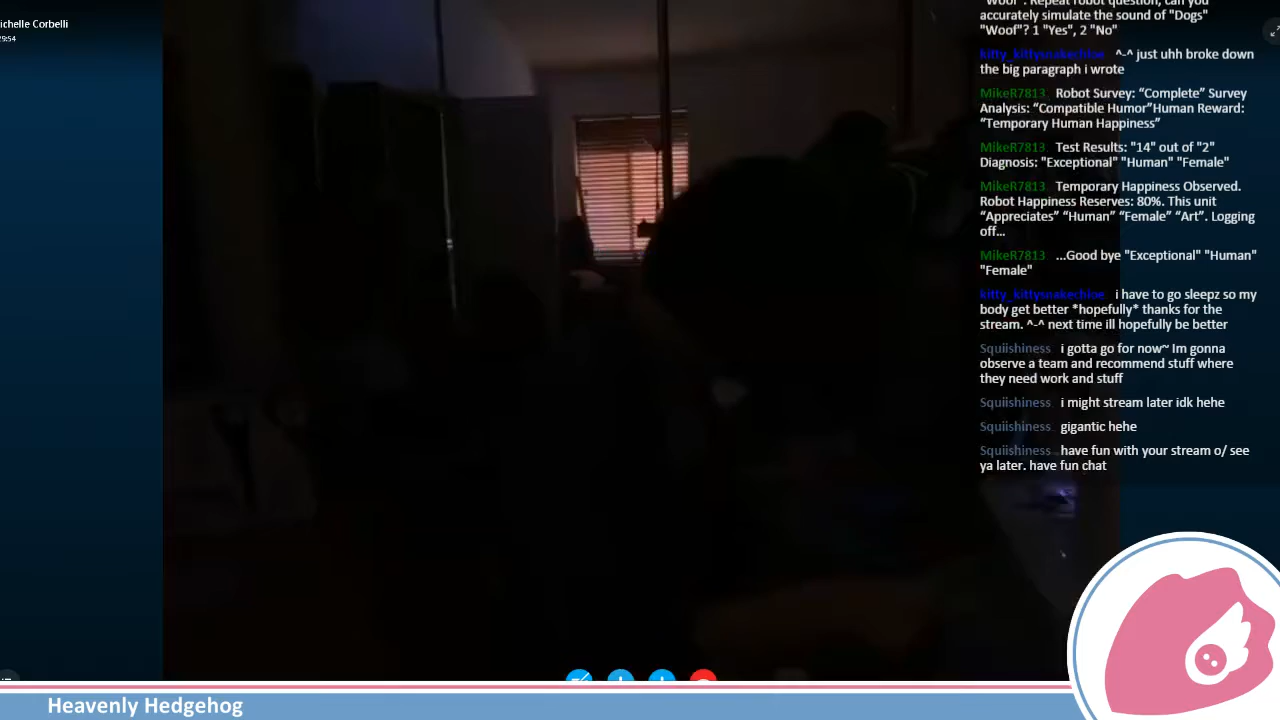 ichelle Corbelli
29:54
"Woof". Repeat robot question, can you
accurately simulate the sound of "Dogs"
"Woof"? 1 "Yes", 2 "No"
kitty_kittysnakechloe ^-^ just uhh broke down
the big paragraph i wrote
MikeR7813 Robot Survey: “Complete” Survey
Analysis: “Compatible Humor”Human Reward:
“Temporary Human Happiness”
MikeR7813 Test Results: "14" out of "2"
Diagnosis: "Exceptional" "Human" "Female"
MikeR7813 Temporary Happiness Observed.
Robot Happiness Reserves: 80%. This unit
“Appreciates” “Human” “Female” “Art”. Logging
off…
MikeR7813 ...Good bye "Exceptional" "Human"
"Female"
kitty_kittysnakechloe i have to go sleepz so my
body get better *hopefully* thanks for the
stream. ^-^ next time ill hopefully be better
Squiishiness i gotta go for now~ Im gonna
observe a team and recommend stuff where
they need work and stuff
Squiishiness i might stream later idk hehe
Squiishiness gigantic hehe
Squiishiness have fun with your stream o/ see
ya later. have fun chat
Heavenly Hedgehog